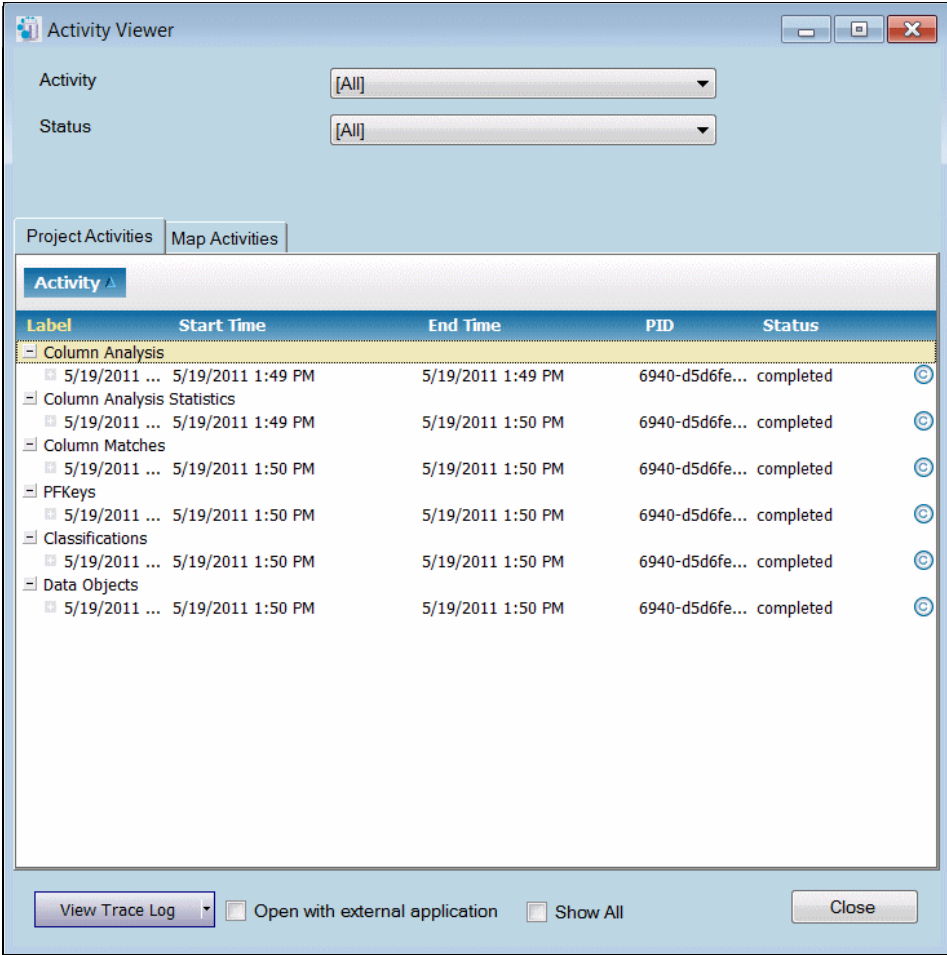 Activity Viewer
Activity [All]
Status [All]
Project Activities Map Activities
Activity
Label Start Time End Time PID Status
Column Analysis
5/19/2011 ... 5/19/2011 1:49 PM 5/19/2011 1:49 PM 6940-d5d6fe... completed
Column Analysis Statistics
5/19/2011 ... 5/19/2011 1:49 PM 5/19/2011 1:50 PM 6940-d5d6fe... completed
Column Matches
5/19/2011 ... 5/19/2011 1:50 PM 5/19/2011 1:50 PM 6940-d5d6fe... completed
PFKeys
5/19/2011 ... 5/19/2011 1:50 PM 5/19/2011 1:50 PM 6940-d5d6fe... completed
Classifications
5/19/2011 ... 5/19/2011 1:50 PM 5/19/2011 1:50 PM 6940-d5d6fe... completed
Data Objects
5/19/2011 ... 5/19/2011 1:50 PM 5/19/2011 1:50 PM 6940-d5d6fe... completed
View Trace Log Open with external application Show All Close